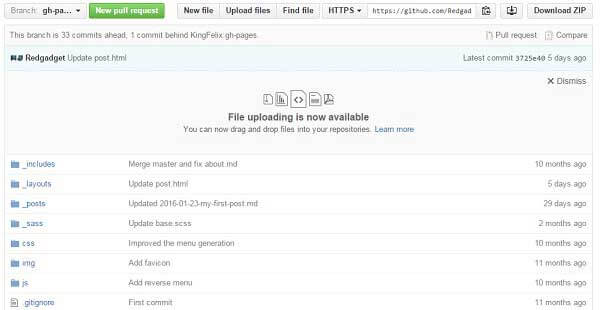 Branch: gh-pa… New pull request New file Upload files Find file HTTPS https://github.com/Redgad Download ZIP
This branch is 33 commits ahead, 1 commit behind KingFelix:gh-pages. Pull request Compare
Redgadget Update post.html Latest commit 3725e40 5 days ago
Dismiss
File uploading is now available
You can now drag and drop files into your repositories. Learn more
_includes Merge master and fix about.md 10 months ago
_layouts Update post.html 5 days ago
_posts Updated 2016-01-23-my-first-post.md 29 days ago
_sass Update base.scss 2 months ago
css Improved the menu generation 10 months ago
img Add favicon 11 months ago
js Add reverse menu 10 months ago
.gitignore First commit 11 months ago